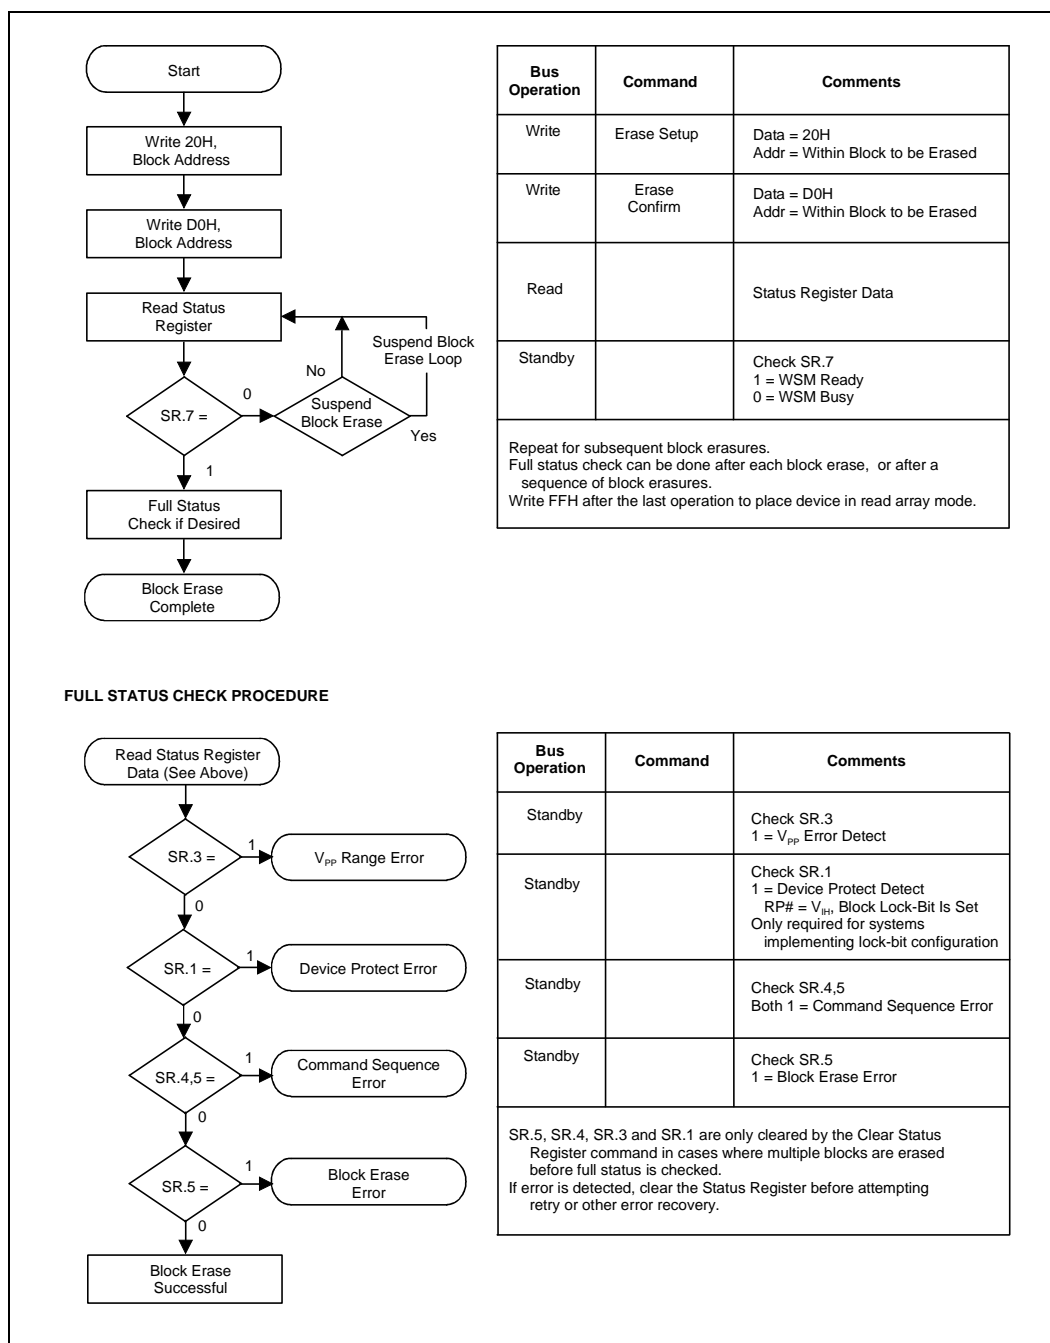 Start
Write 20H,
Block Address
Write D0H,
Block Address
Read Status
Register
Suspend Block
Erase Loop
No
0
SR.7 =
Suspend
Block Erase
Yes
1
Full Status
Check if Desired
Block Erase
Complete
Bus
Operation
Command
Comments
Write
Erase Setup
Data = 20H
Addr = Within Block to be Erased
Write
Erase
Confirm
Data = D0H
Addr = Within Block to be Erased
Read
Status Register Data
Standby
Check SR.7
1 = WSM Ready
0 = WSM Busy
Repeat for subsequent block erasures.
Full status check can be done after each block erase, or after a
sequence of block erasures.
Write FFH after the last operation to place device in read array mode.
FULL STATUS CHECK PROCEDURE
Read Status Register
Data (See Above)
SR.3 =
1
VPP Range Error
0
SR.1 =
1
Device Protect Error
0
SR.4,5 =
1
Command Sequence
Error
0
SR.5 =
1
Block Erase
Error
0
Block Erase
Successful
Bus
Operation
Command
Comments
Standby
Check SR.3
1 = VPP Error Detect
Standby
Check SR.1
1 = Device Protect Detect
RP# = VIH, Block Lock-Bit Is Set
Only required for systems
implementing lock-bit configuration
Standby
Check SR.4,5
Both 1 = Command Sequence Error
Standby
Check SR.5
1 = Block Erase Error
SR.5, SR.4, SR.3 and SR.1 are only cleared by the Clear Status
Register command in cases where multiple blocks are erased
before full status is checked.
If error is detected, clear the Status Register before attempting
retry or other error recovery.